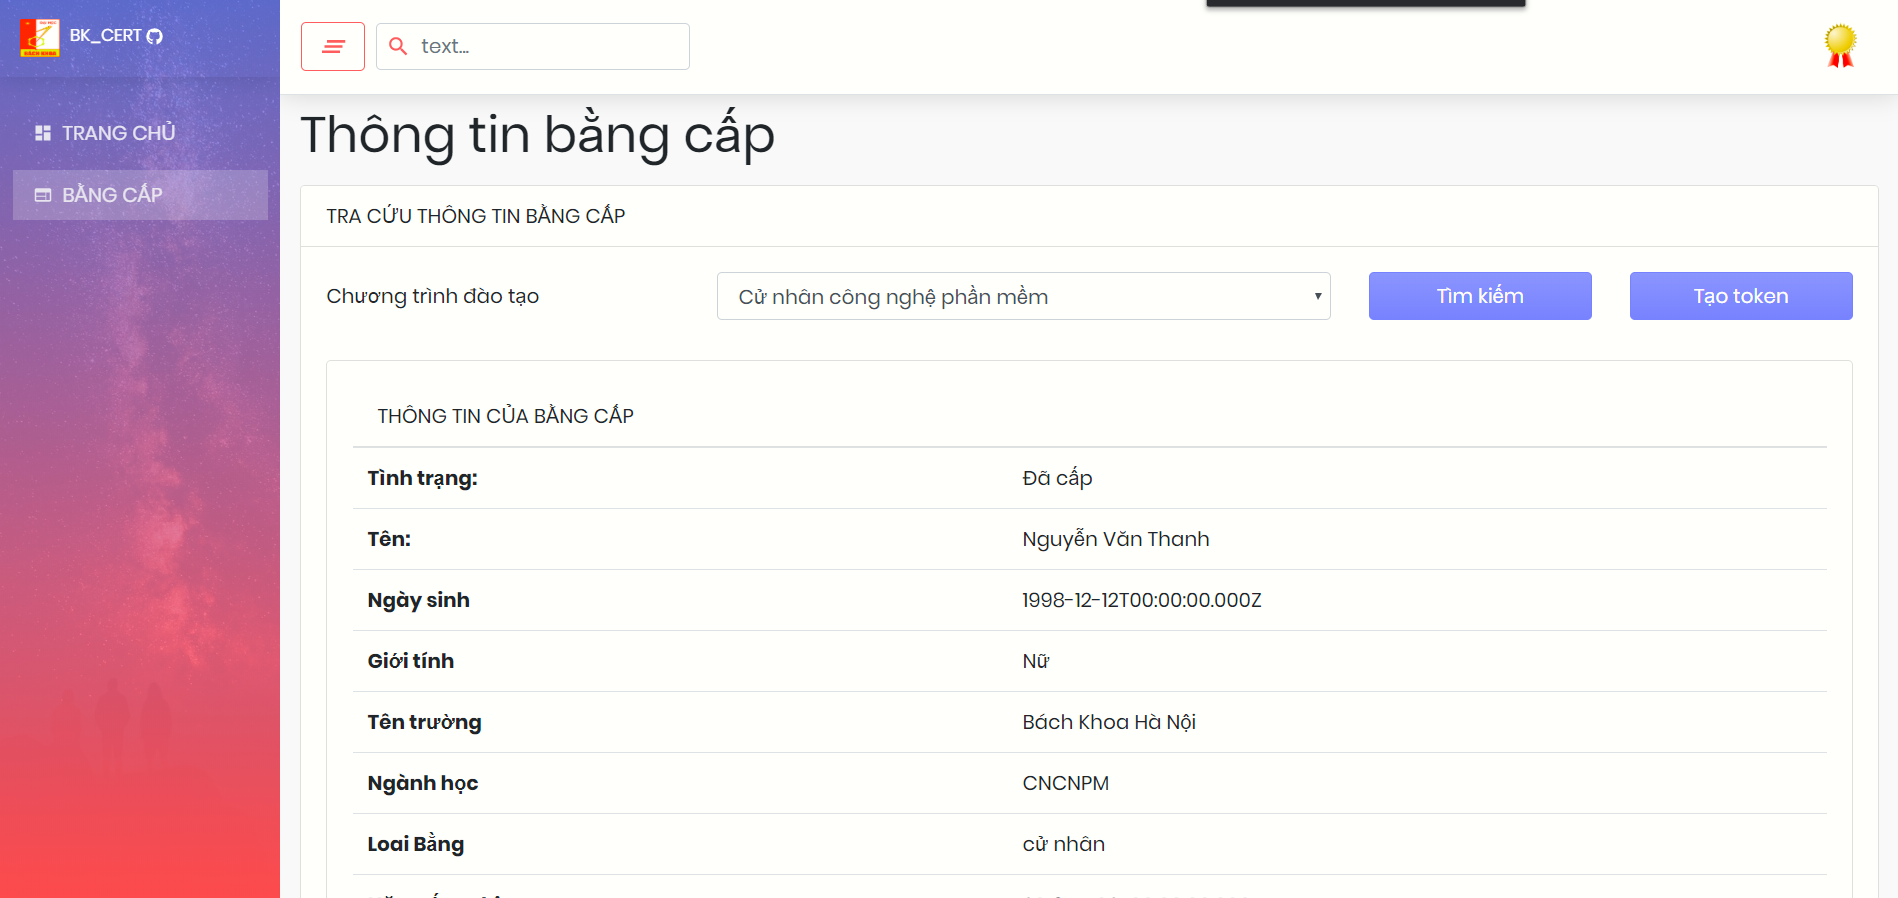 BK_CERT
TRANG CHỦ
BẰNG CẤP
text...
Thông tin bằng cấp
TRA CỨU THÔNG TIN BẰNG CẤP
Chương trình đào tạo
Cử nhân công nghệ phần mềm
Tìm kiếm
Tạo token
THÔNG TIN CỦA BẰNG CẤP
Tình trạng: Đã cấp
Tên: Nguyễn Văn Thanh
Ngày sinh 1998-12-12T00:00:00.000Z
Giới tính Nữ
Tên trường Bách Khoa Hà Nội
Ngành học CNCNPM
Loai Bằng cử nhân